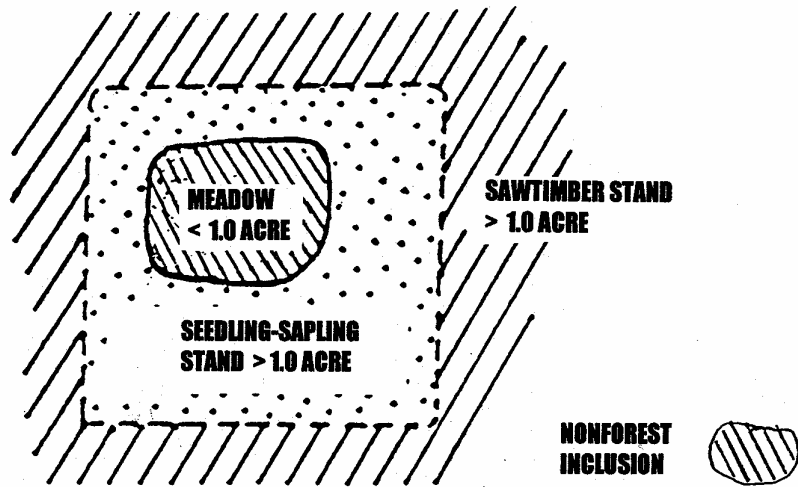 MEADOW
< 1.0 ACRE
SAWTIMBER STAND
> 1.0 ACRE
SEEDLING-SAPLING
STAND > 1.0 ACRE
NONFOREST
INCLUSION